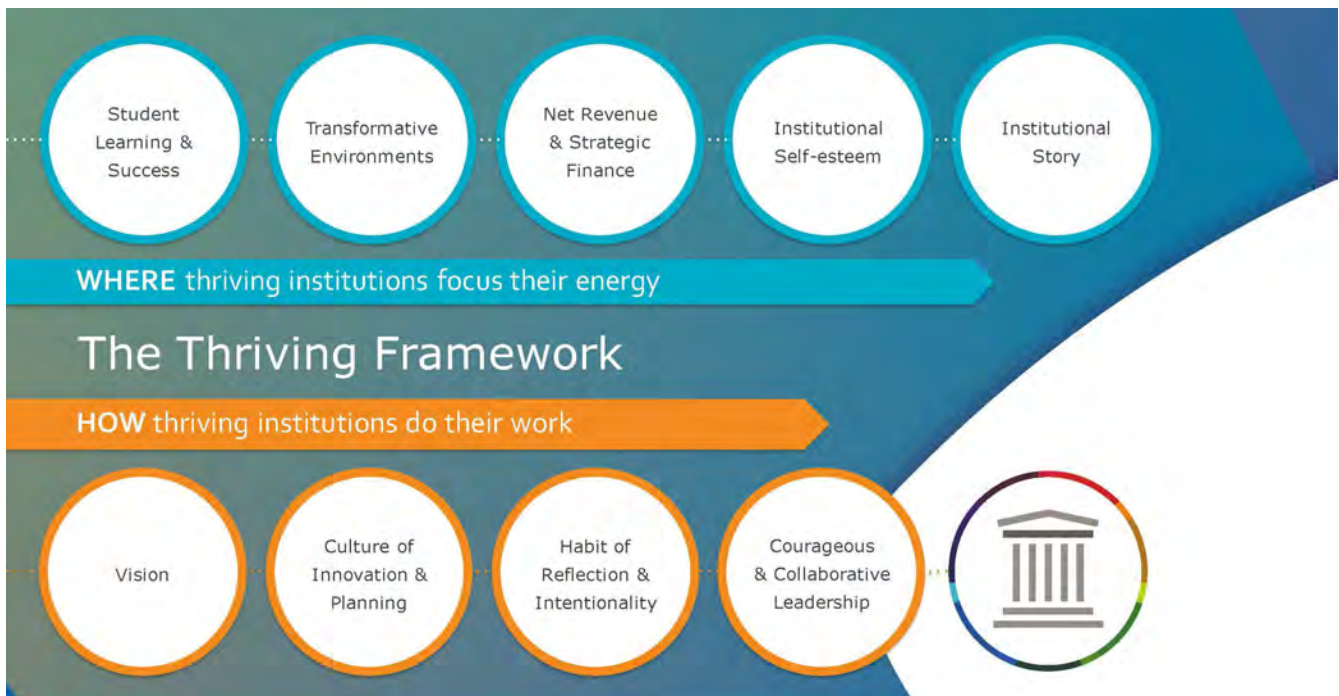 Student
Learning &
Success
Transformative
Environments
Net Revenue
& Strategic
Finance
Institutional
Self-esteem
Institutional
Story
WHERE thriving institutions focus their energy
The Thriving Framework
HOW thriving institutions do their work
Vision
Culture of
Innovation &
Planning
Habit of
Reflection &
Intentionality
Courageous
& Collaborative
Leadership